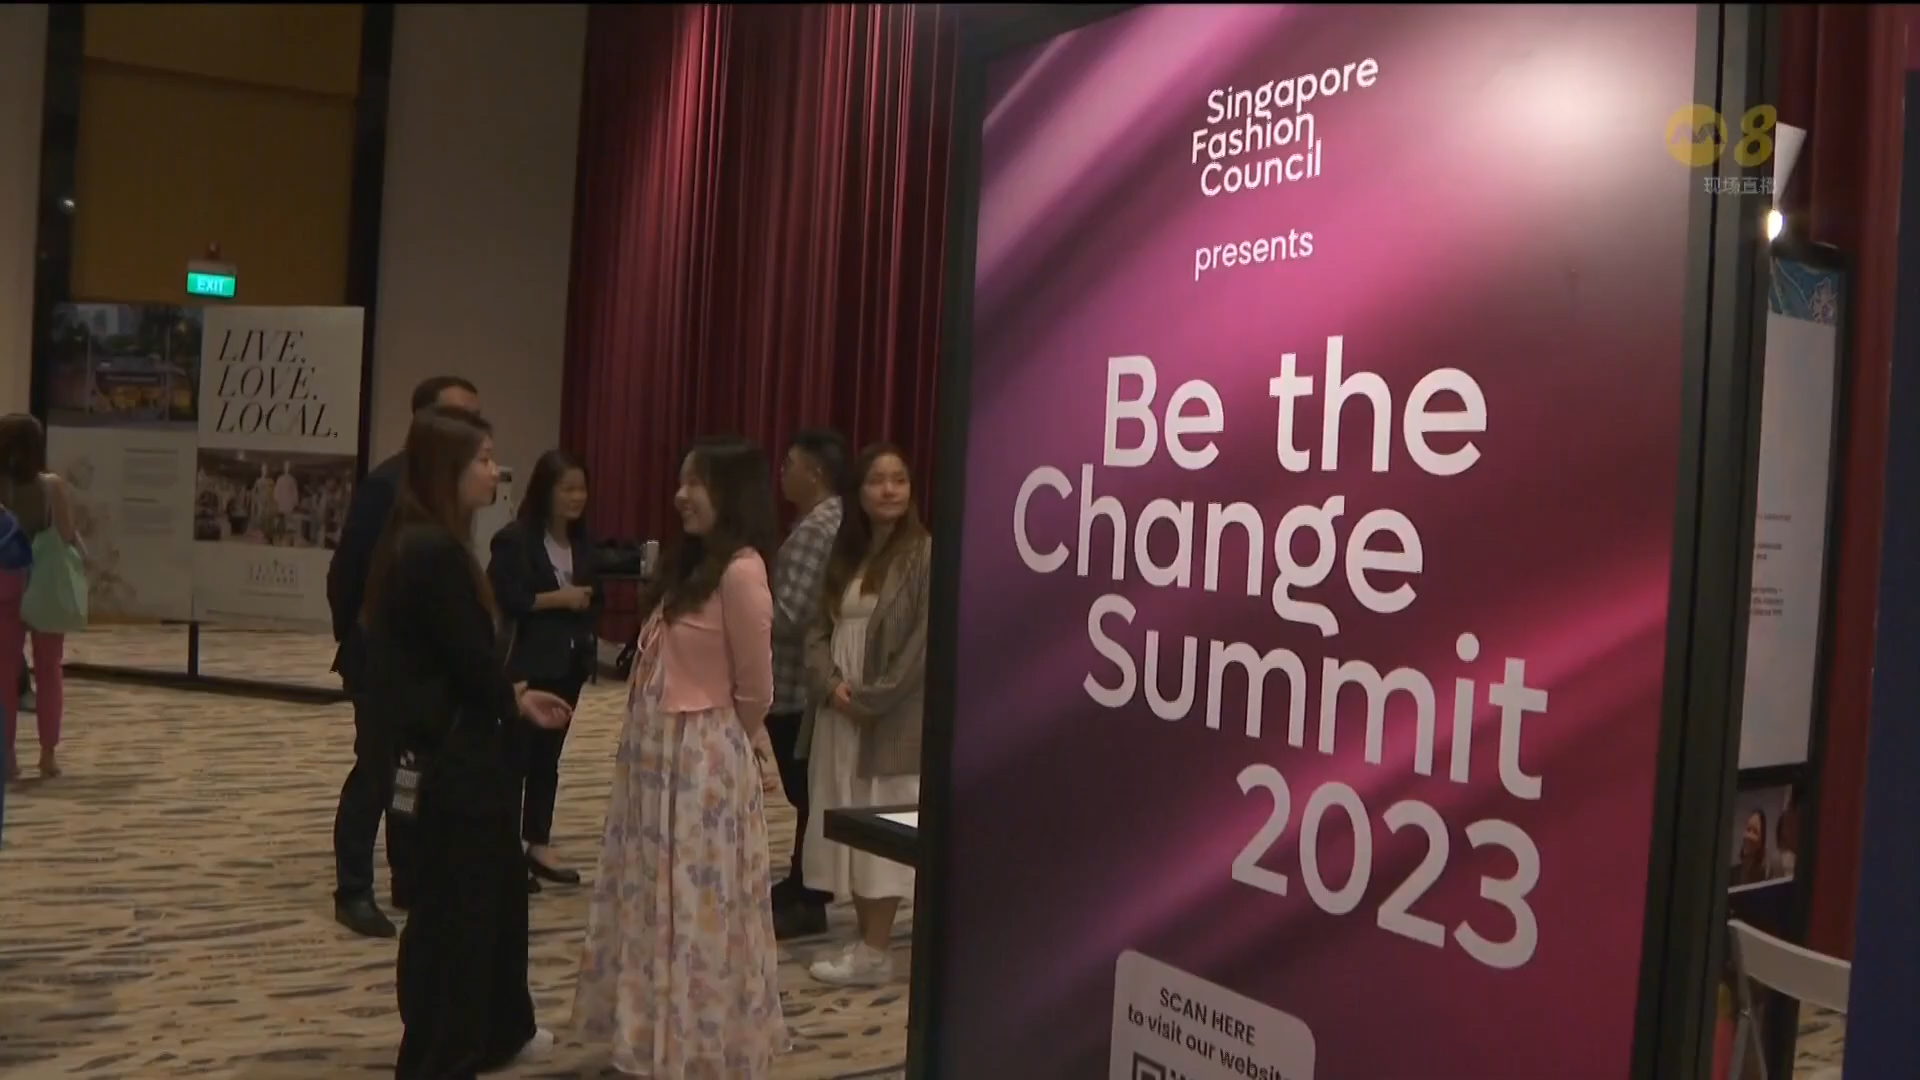 Singapore
Fashion
Council
presents
Be the
Change
Summit
2023
SCAN HERE
to visit our website
EXIT
LIVE.
LOVE.
LOCAL.
8
现场直播